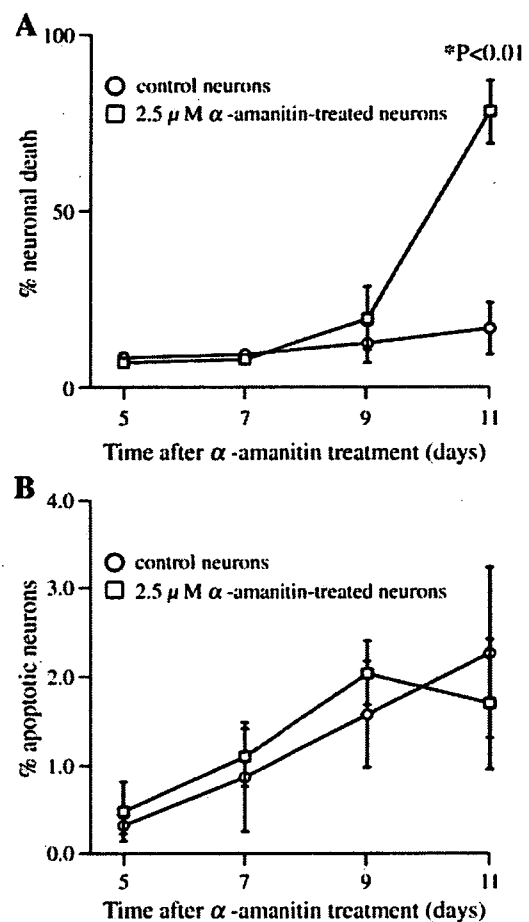 A
100
*P<0.01
control neurons
2.5 μ M α -amanitin-treated neurons
% neuronal death
50
0
5 7 9 11
Time after α -amanitin treatment (days)
B
4.0
control neurons
2.5 μ M α -amanitin-treated neurons
3.0
% apoptotic neurons
2.0
1.0
0.0
5 7 9 11
Time after α -amanitin treatment (days)